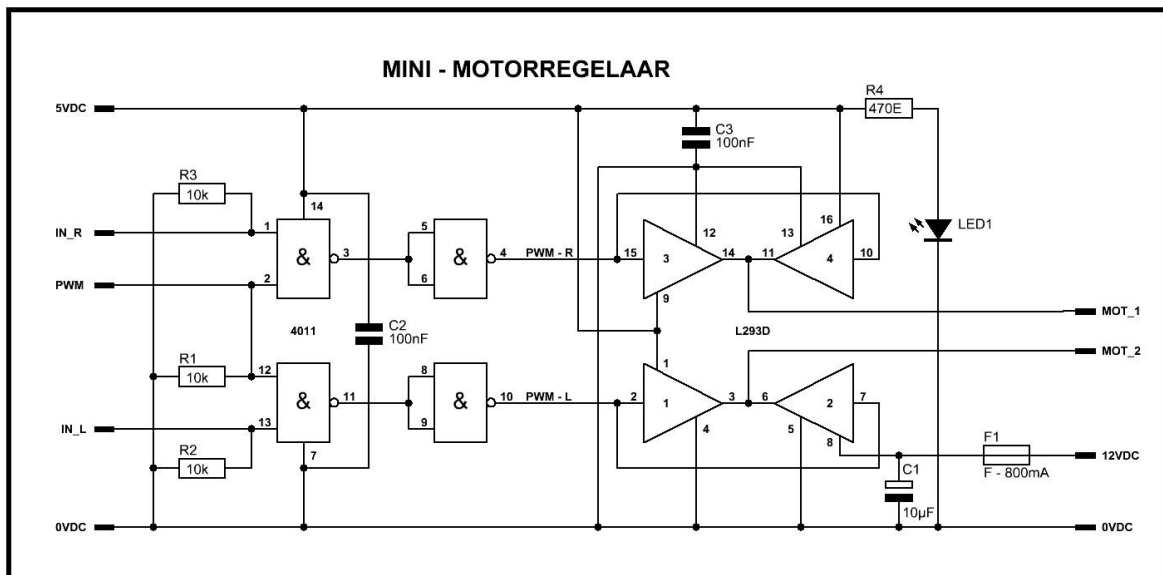 MINI - MOTORREGELAAR
5VDC
R4
470E
C3
100nF
R3
10k
14
IN_R
1
&
3
5
6
&
4
PWM - R
15
3
12
9
14
11
13
16
4
10
LED1
PWM
2
4011
C2
100nF
L293D
MOT_1
MOT_2
R1
10k
12
&
11
8
9
&
10
PWM - L
2
1
1
3
4
6
2
7
5
8
IN_L
13
7
R2
10k
F1
F - 800mA
12VDC
C1
10µF
0VDC
0VDC